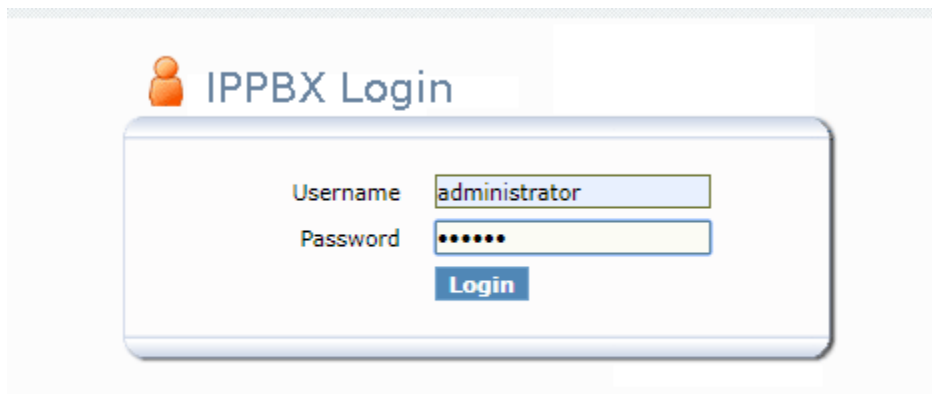 IPPBX Login
Username administrator
Password ••••••
Login